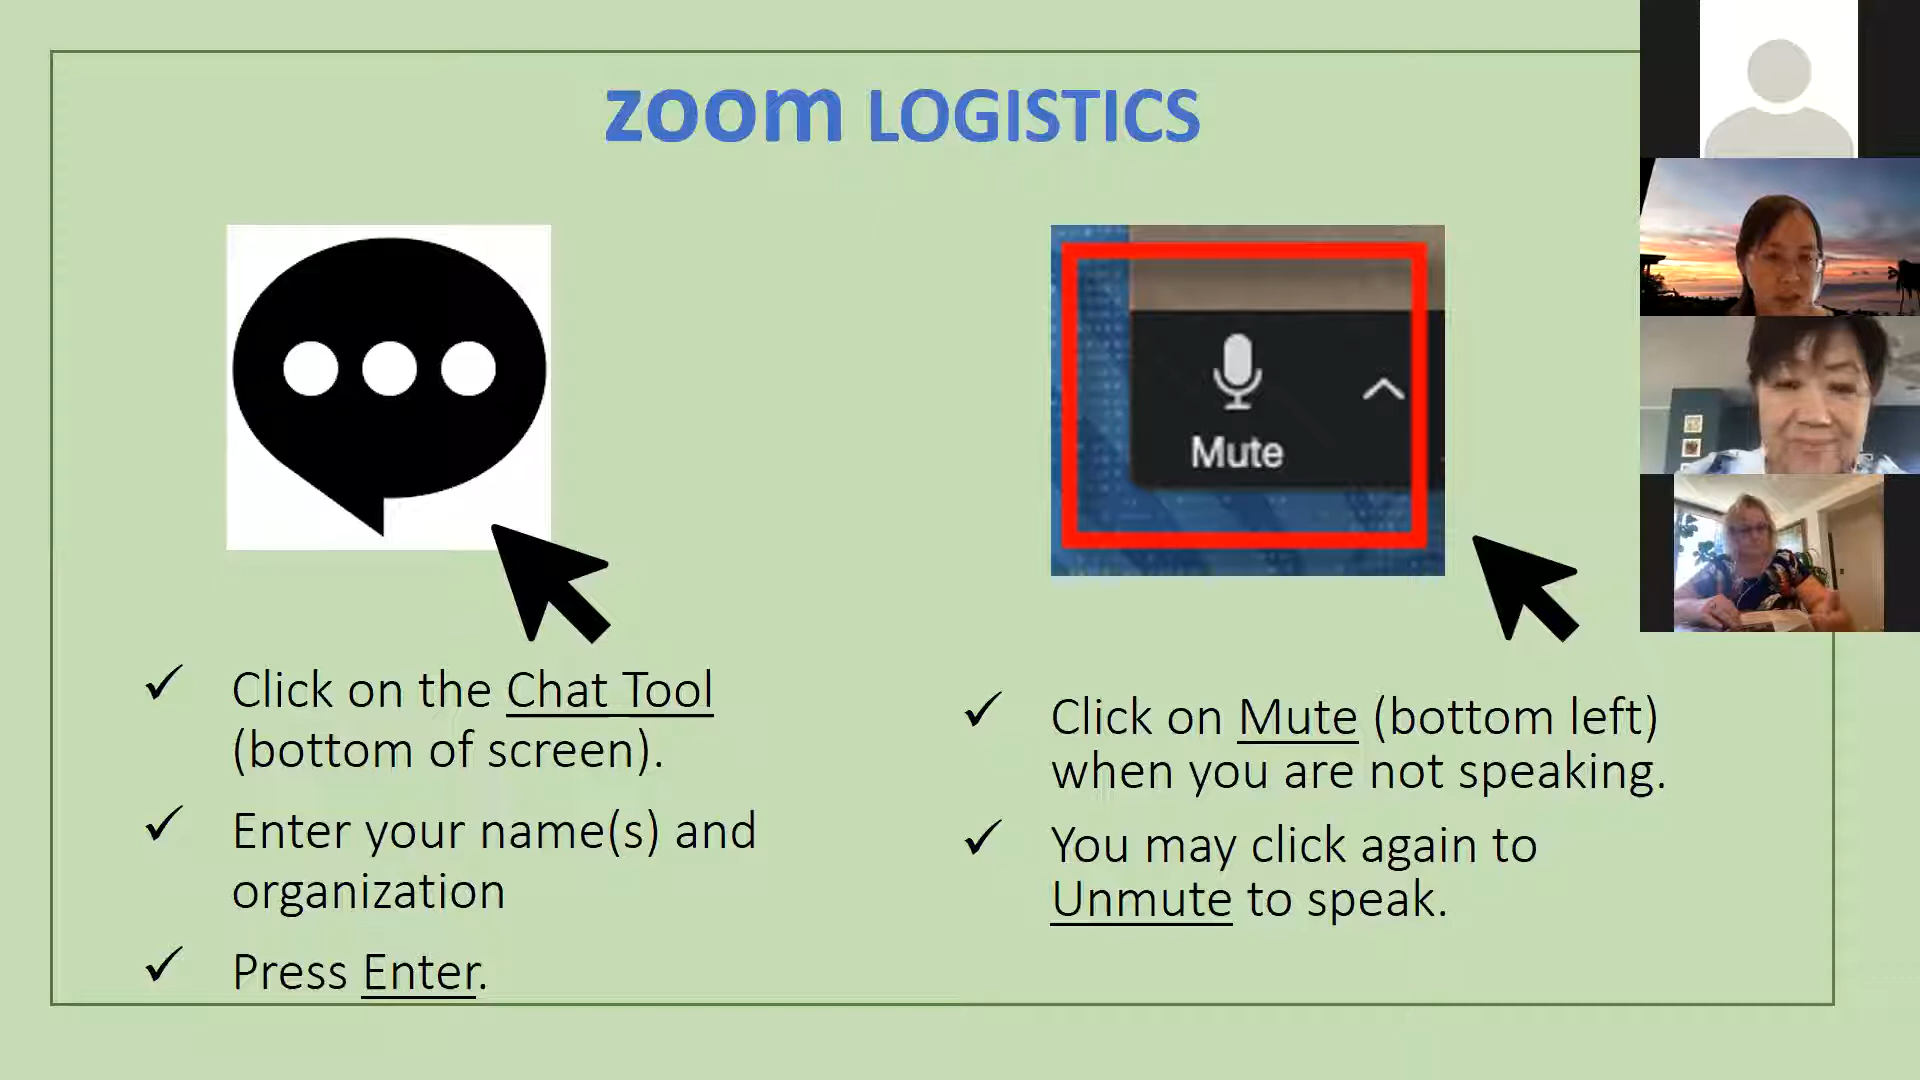 zoom LOGISTICS
Mute
Click on the Chat Tool
(bottom of screen).
Enter your name(s) and
organization
Press Enter.
Click on Mute (bottom left)
when you are not speaking.
You may click again to
Unmute to speak.